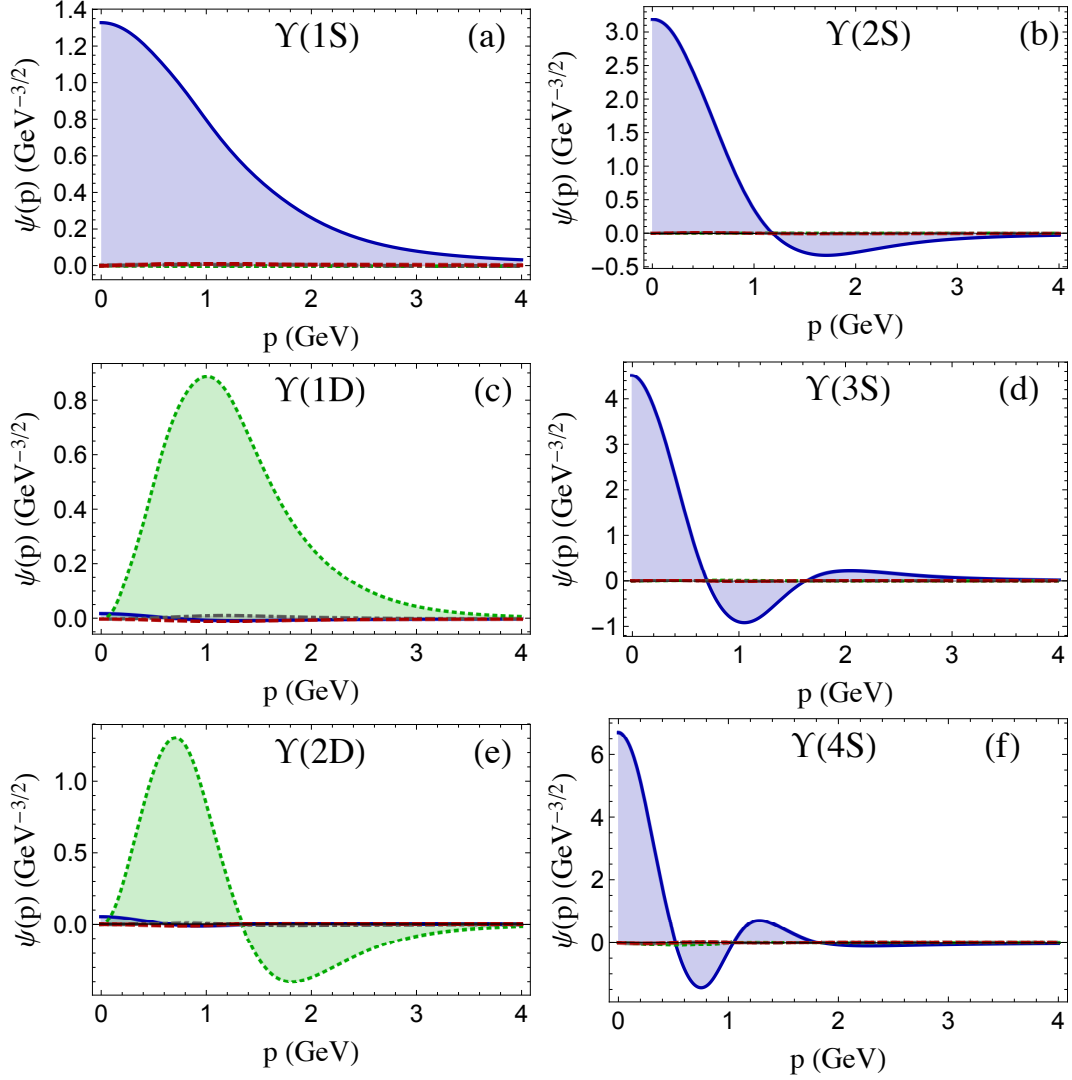 ϒ(1S) (a)
ψ(p) (GeV−3/2)
1.4
1.2
1.0
0.8
0.6
0.4
0.2
0.0
0 1 2 3 4
p (GeV)
ϒ(2S) (b)
ψ(p) (GeV−3/2)
3.0
2.5
2.0
1.5
1.0
0.5
0.0
−0.5
0 1 2 3 4
p (GeV)
ϒ(1D) (c)
ψ(p) (GeV−3/2)
0.8
0.6
0.4
0.2
0.0
0 1 2 3 4
p (GeV)
ϒ(3S) (d)
ψ(p) (GeV−3/2)
4
3
2
1
0
−1
0 1 2 3 4
p (GeV)
ϒ(2D) (e)
ψ(p) (GeV−3/2)
1.0
0.5
0.0
0 1 2 3 4
p (GeV)
ϒ(4S) (f)
ψ(p) (GeV−3/2)
6
4
2
0
0 1 2 3 4
p (GeV)